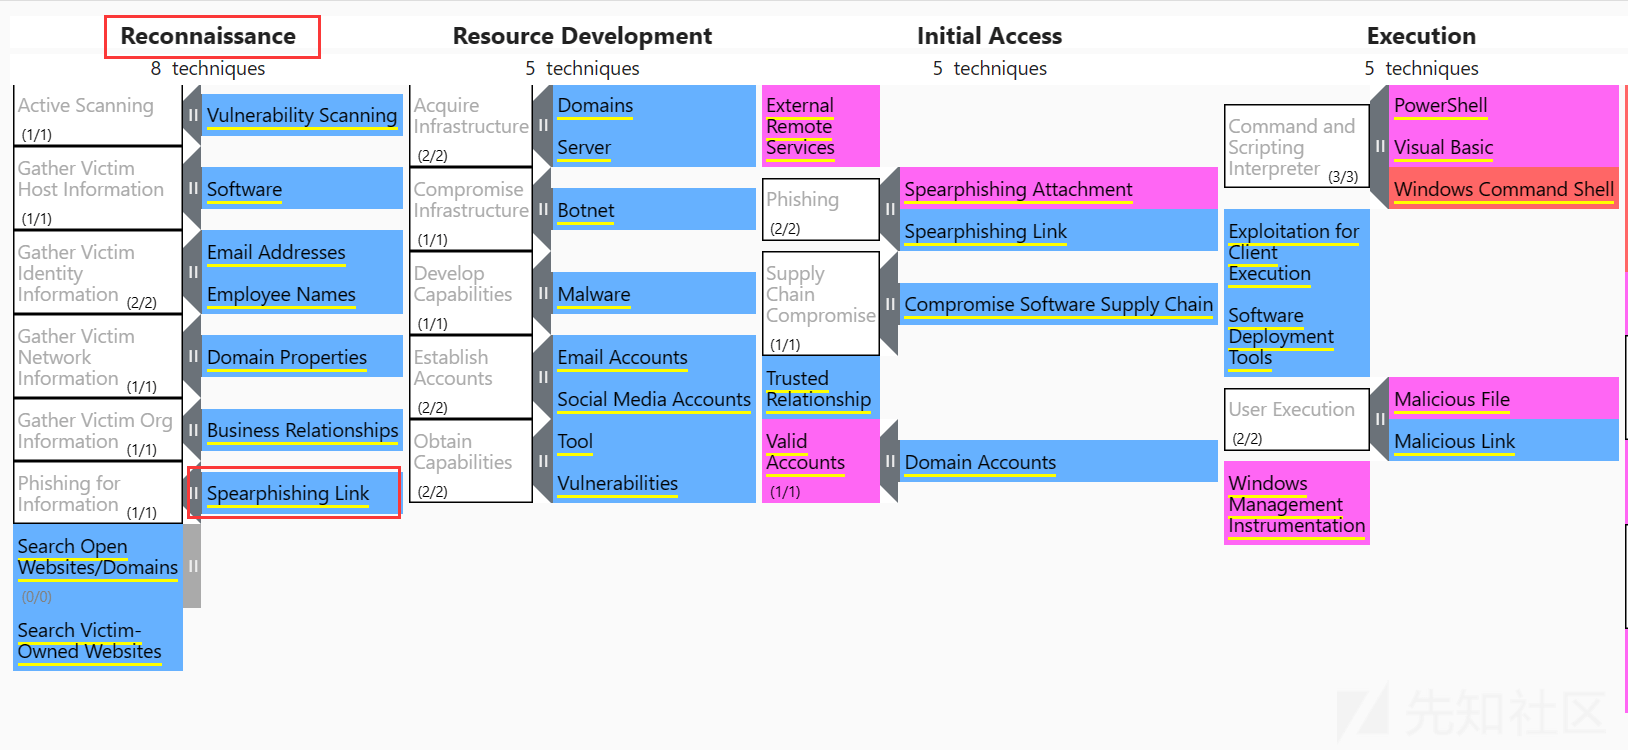 Reconnaissance
8 techniques
Active Scanning
(1/1)
Vulnerability Scanning
Gather Victim
Host Information
(1/1)
Software
Gather Victim
Identity
Information (2/2)
Email Addresses
Employee Names
Gather Victim
Network
Information (1/1)
Domain Properties
Gather Victim Org
Information (1/1)
Business Relationships
Phishing for
Information (1/1)
Spearphishing Link
Search Open
Websites/Domains
(0/0)
Search Victim-
Owned Websites
Resource Development
5 techniques
Acquire
Infrastructure
(2/2)
Domains
Server
Compromise
Infrastructure
(1/1)
Botnet
Develop
Capabilities
(1/1)
Malware
Establish
Accounts
(2/2)
Email Accounts
Social Media Accounts
Obtain
Capabilities
(2/2)
Tool
Vulnerabilities
Initial Access
5 techniques
External
Remote
Services
Phishing
(2/2)
Spearphishing Attachment
Spearphishing Link
Supply
Chain
Compromise
(1/1)
Compromise Software Supply Chain
Trusted
Relationship
Valid
Accounts
(1/1)
Domain Accounts
Execution
5 techniques
Command and
Scripting
Interpreter (3/3)
PowerShell
Visual Basic
Windows Command Shell
Exploitation for
Client
Execution
Software
Deployment
Tools
User Execution
(2/2)
Malicious File
Malicious Link
Windows
Management
Instrumentation
先知社区